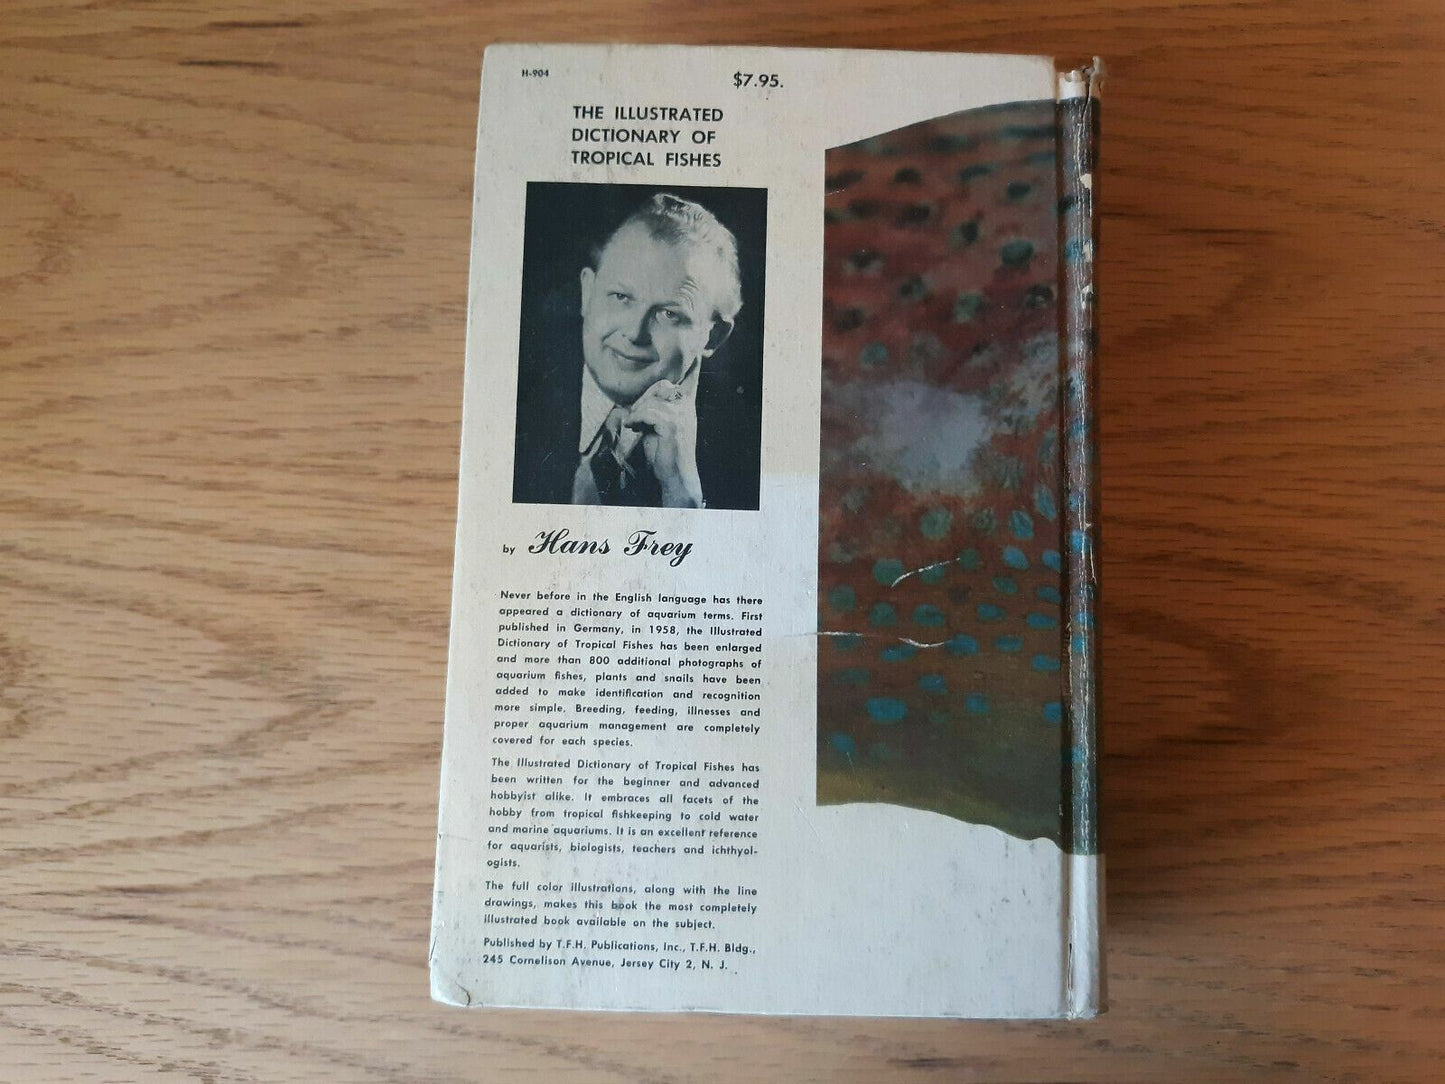 H-904
$7.95.
THE ILLUSTRATED
DICTIONARY OF
TROPICAL FISHES
by Hans Frey
Never before in the English language has there
appeared a dictionary of aquarium terms. First
published in Germany, in 1958, the Illustrated
Dictionary of Tropical Fishes has been enlarged
and more than 800 additional photographs of
aquarium fishes, plants and snails have been
added to make identification and recognition
more simple. Breeding, feeding, illnesses and
proper aquarium management are completely
covered for each species.
The Illustrated Dictionary of Tropical Fishes has
been written for the beginner and advanced
hobbyist alike. It embraces all facets of the
hobby from tropical fishkeeping to cold water
and marine aquariums. It is an excellent reference
for aquarists, biologists, teachers and ichthyol-
ogists.
The full color illustrations, along with the line
drawings, makes this book the most completely
illustrated book available on the subject.
Published by T.F.H. Publications, Inc., T.F.H. Bldg.,
245 Cornelison Avenue, Jersey City 2, N. J.